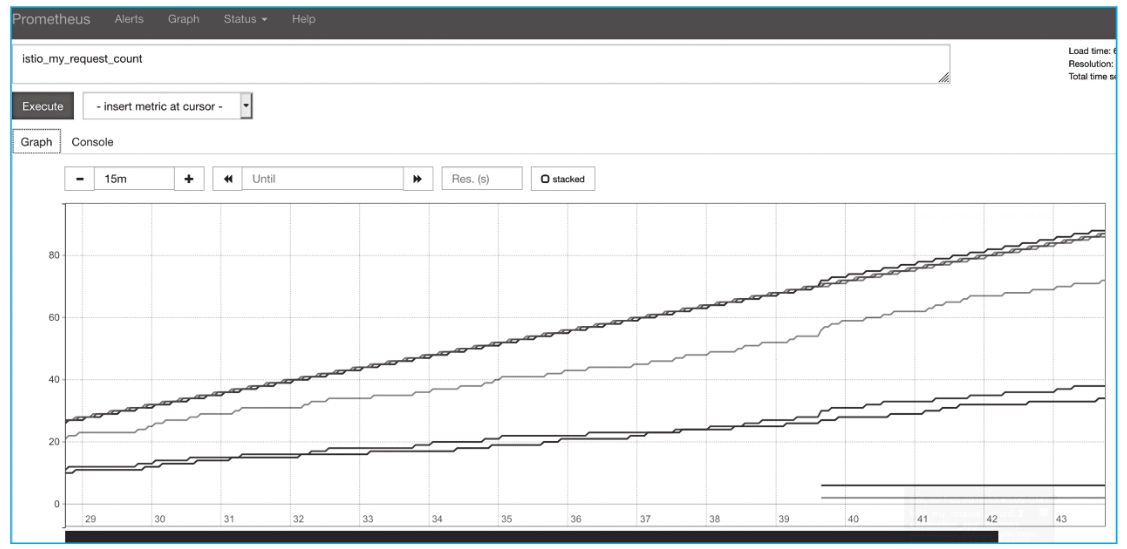 Prometheus Alerts Graph Status Help
istio_my_request_count
Load time:
Resolution:
Total time
Execute - insert metric at cursor -
Graph Console
- 15m + Until Res. (s) stacked
80
60
40
20
0
29 30 31 32 33 34 35 36 37 38 39 40 41 42 43